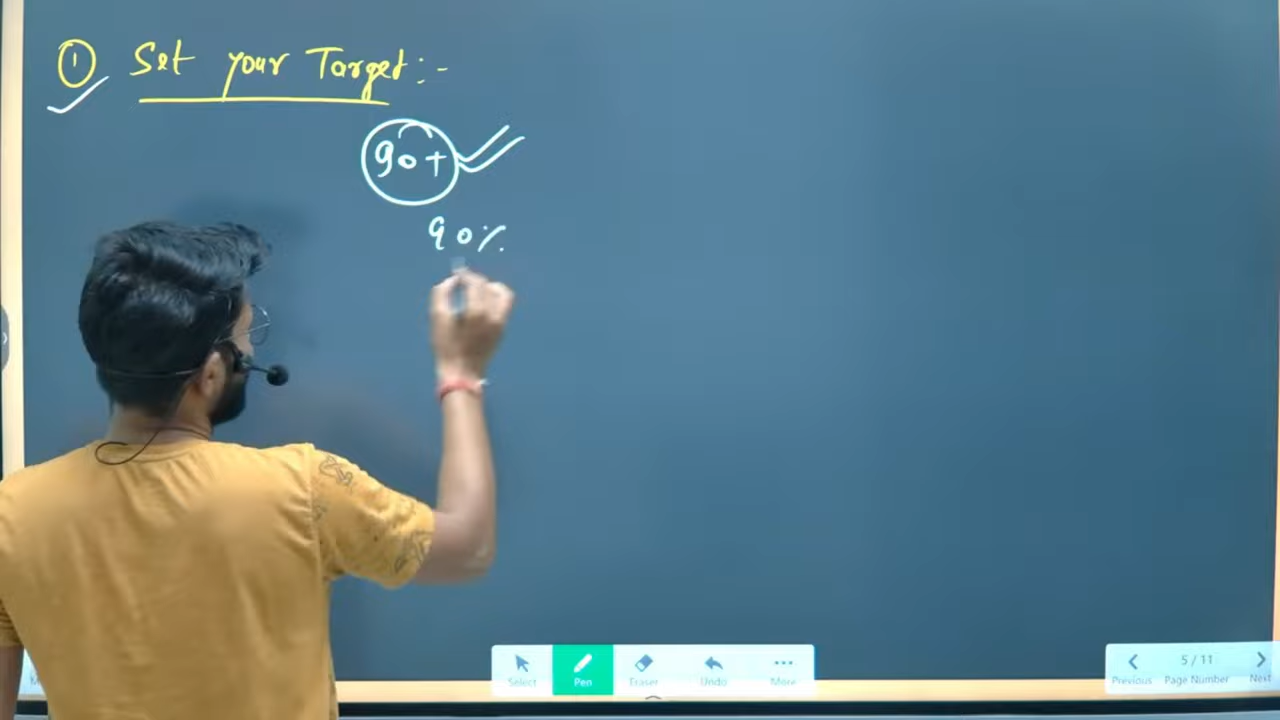 ① Set your Target :-
90+
90%
Select Pen Eraser Undo More
Previous 5 / 11 Next
Page Number